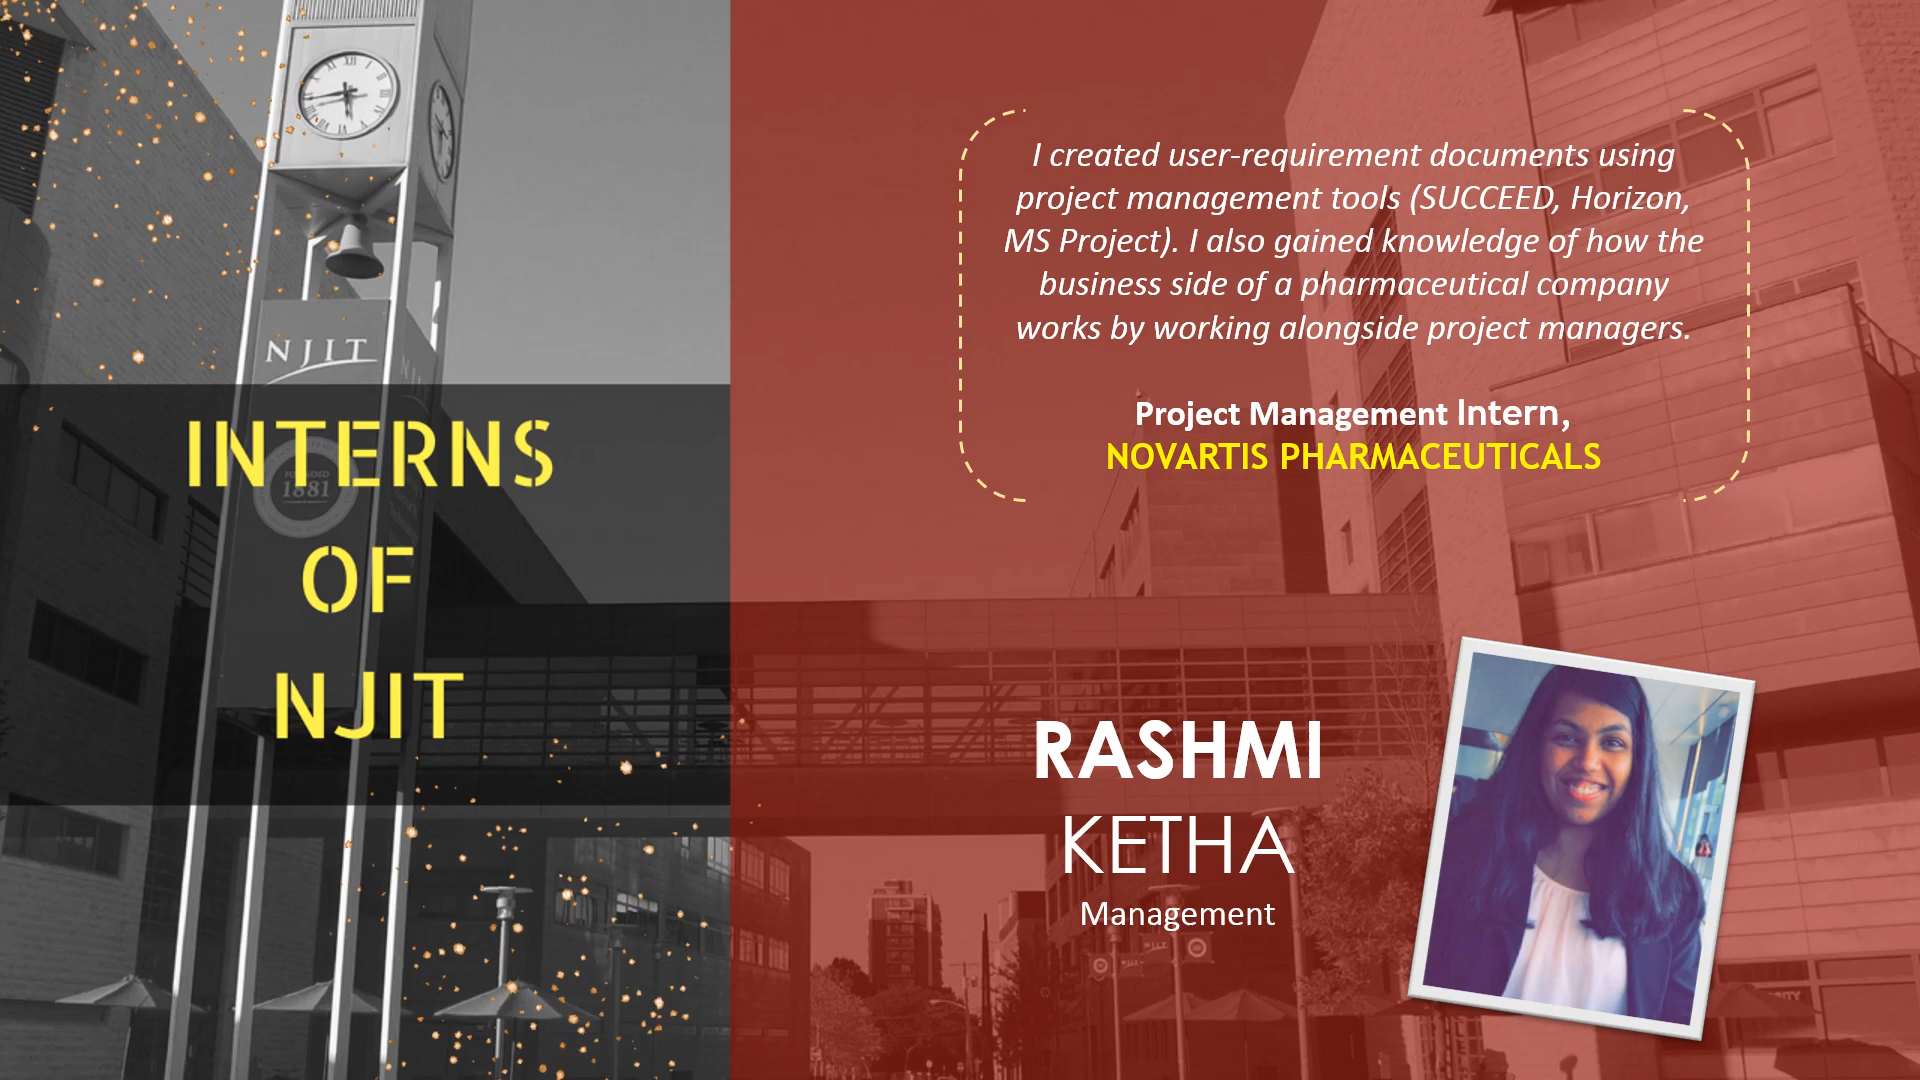 NJIT
FOUNDED
1881
INTERNS
OF
NJIT
I created user-requirement documents using
project management tools (SUCCEED, Horizon,
MS Project). I also gained knowledge of how the
business side of a pharmaceutical company
works by working alongside project managers.
Project Management Intern,
NOVARTIS PHARMACEUTICALS
RASHMI
KETHA
Management